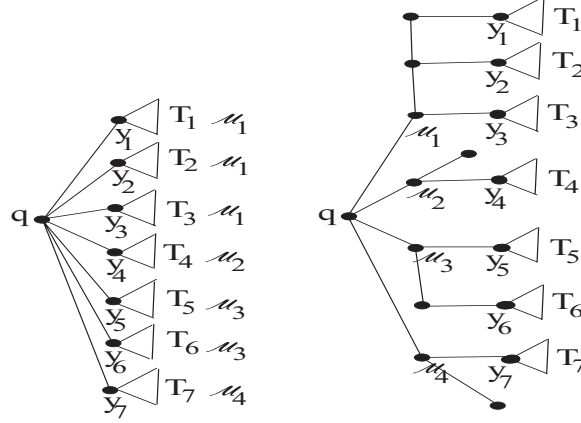 T1 𝓊1
y1
T2 𝓊1
y2
T3 𝓊1
y3
q
T4 𝓊2
y4
T5 𝓊3
y5
T6 𝓊3
y6
T7 𝓊4
y7
T1
y1
T2
y2
T3
𝓊1 y3
T4
𝓊2 y4
q
T5
𝓊3 y5
T6
y6
T7
𝓊4 y7